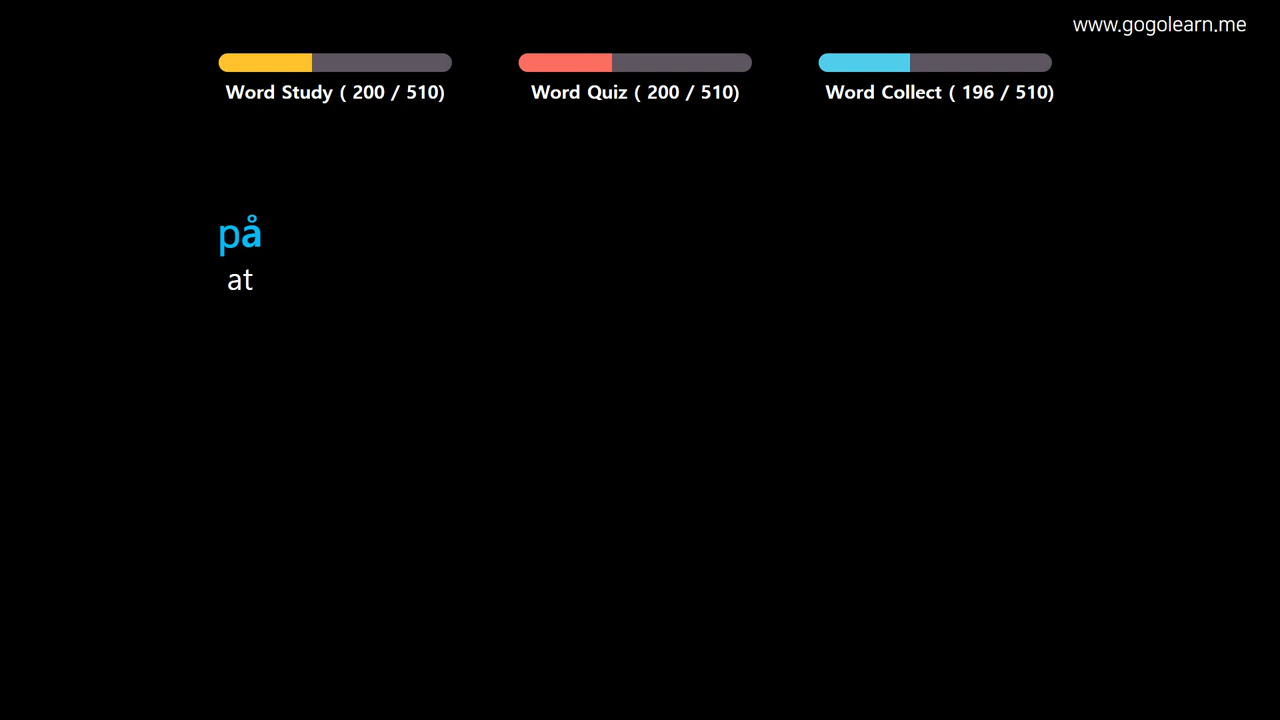 www.gogolearn.me
Word Study ( 200 / 510)
Word Quiz ( 200 / 510)
Word Collect ( 196 / 510)
på
at